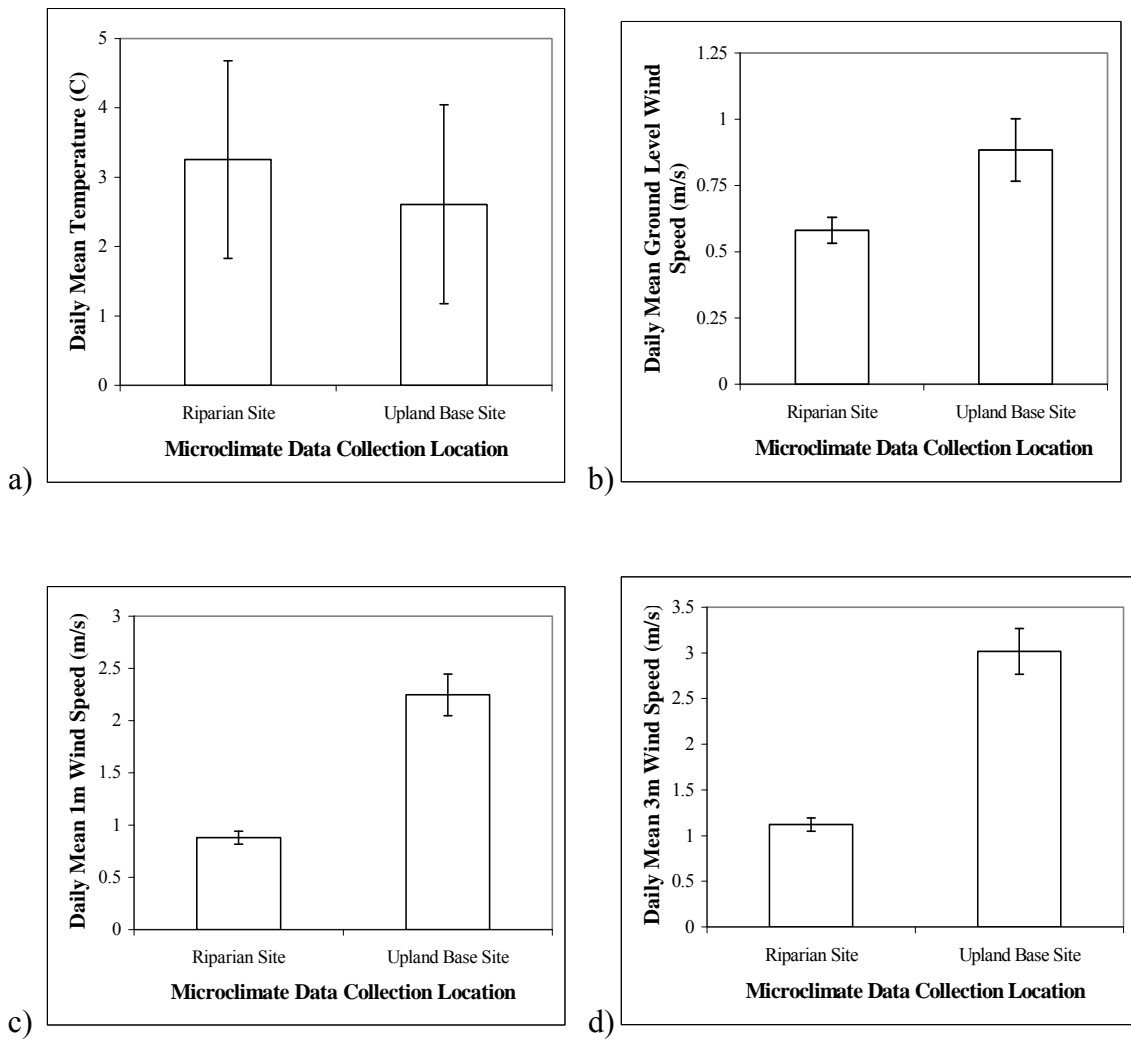 Daily Mean Temperature (C)
5
4
3
2
1
0
Riparian Site Upland Base Site
Microclimate Data Collection Location
a)
Daily Mean Ground Level Wind
Speed (m/s)
1.25
1
0.75
0.5
0.25
0
Riparian Site Upland Base Site
Microclimate Data Collection Location
b)
Daily Mean 1m Wind Speed (m/s)
3
2.5
2
1.5
1
0.5
0
Riparian Site Upland Base Site
Microclimate Data Collection Location
c)
Daily Mean 3m Wind Speed (m/s)
3.5
3
2.5
2
1.5
1
0.5
0
Riparian Site Upland Base Site
Microclimate Data Collection Location
d)